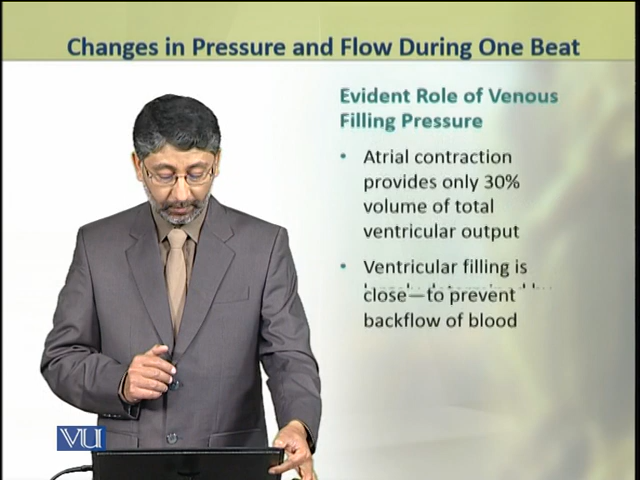 Changes in Pressure and Flow During One Beat
Evident Role of Venous
Filling Pressure
• Atrial contraction
provides only 30%
volume of total
ventricular output
• Ventricular filling is
close—to prevent
backflow of blood
VU